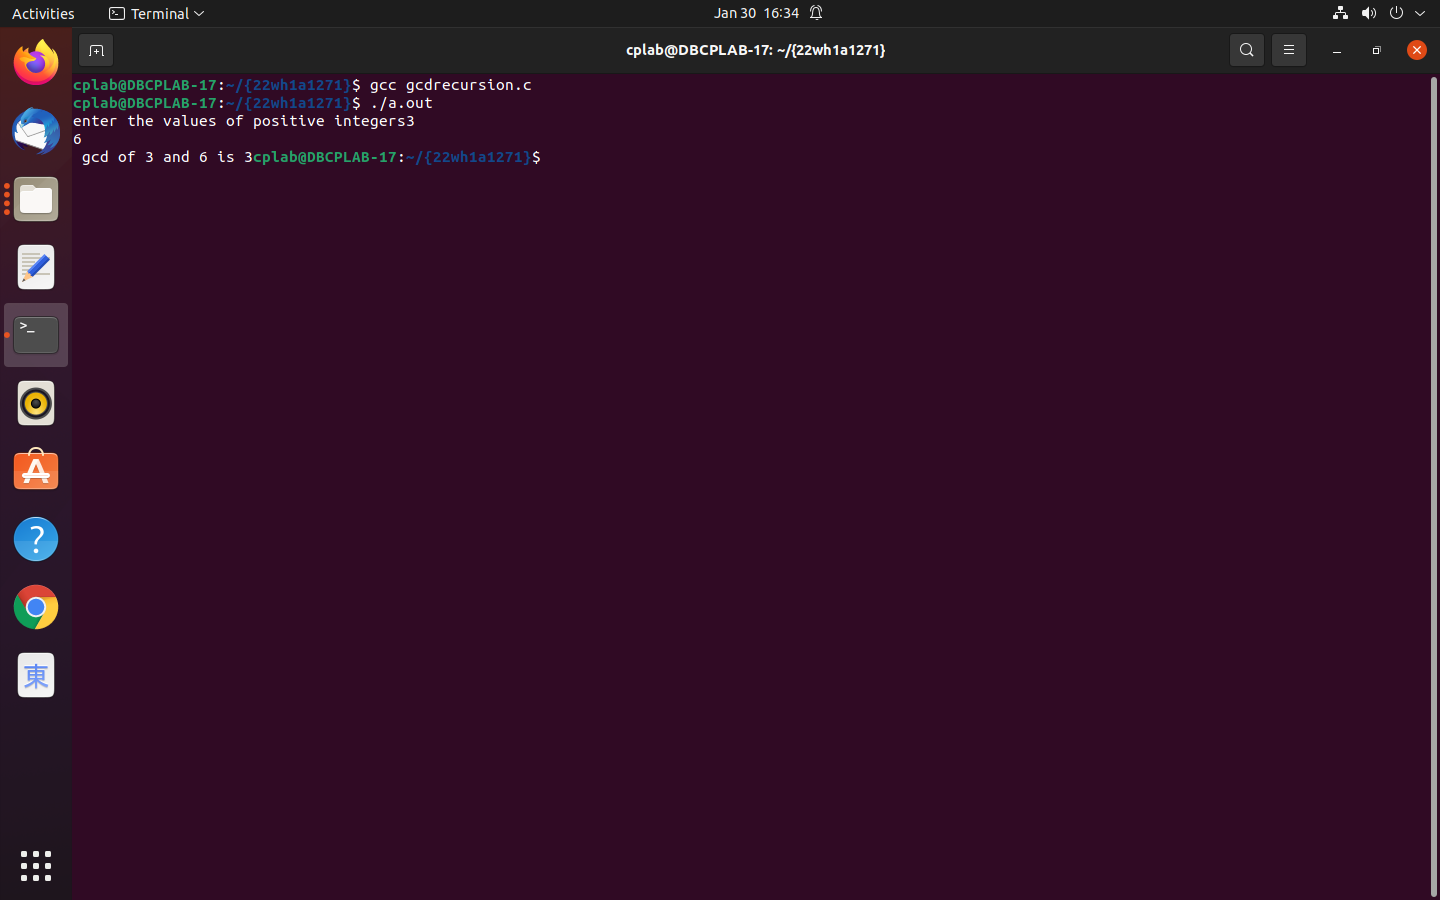 Activities
Terminal
Jan 30 16:34
cplab@DBCPLAB-17: ~/{22wh1a1271}
cplab@DBCPLAB-17:~/{22wh1a1271}$ gcc gcdrecursion.c
cplab@DBCPLAB-17:~/{22wh1a1271}$ ./a.out
enter the values of positive integers3
6
 gcd of 3 and 6 is 3cplab@DBCPLAB-17:~/{22wh1a1271}$
>_
?
東